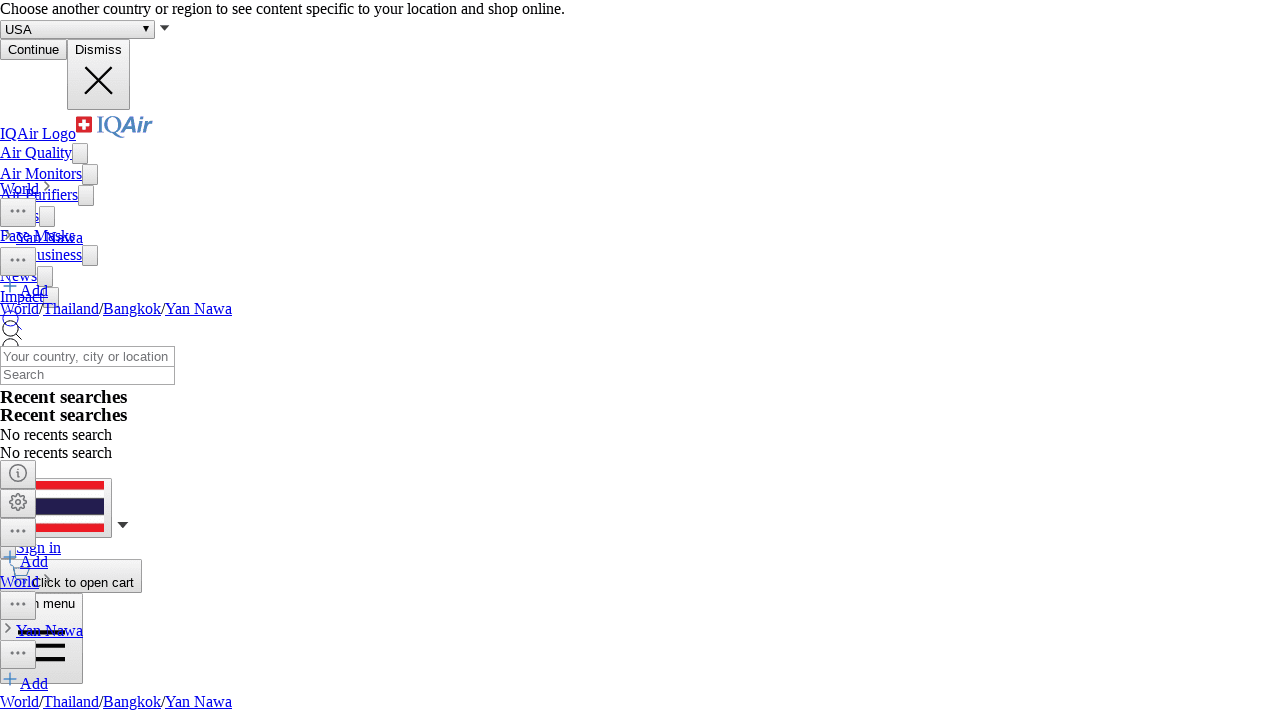 Choose another country or region to see content specific to your location and shop online.
USA
Continue
Dismiss
IQAir Logo IQAir
Air Quality
Air Monitors
World
Air Purifiers
Yan Nawa
Face Masks
News
Add
Impact
World/Thailand/Bangkok/Yan Nawa
Your country, city or location
Search
Recent searches
Recent searches
No recents search
No recents search
Sign in
Add
World
Click to open cart
menu
Yan Nawa
Add
World/Thailand/Bangkok/Yan Nawa